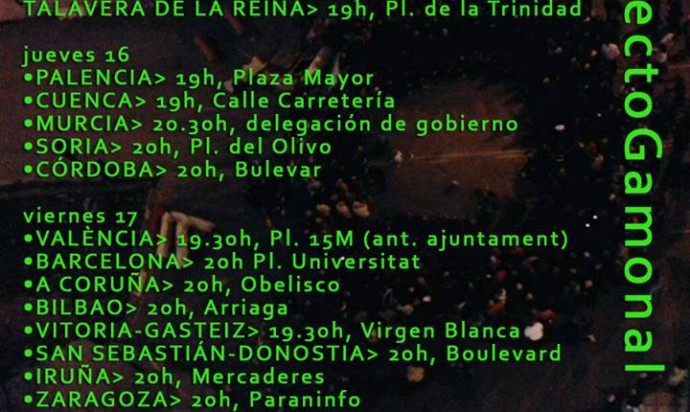 TALAVERA DE LA REINA> 19h, Pl. de la Trinidad
jueves 16
•PALENCIA> 19h, Plaza Mayor
•CUENCA> 19h, Calle Carretería
•MURCIA> 20.30h, delegación de gobierno
•SORIA> 20h, Pl. del Olivo
•CÓRDOBA> 20h, Bulevar
viernes 17
•VALÈNCIA> 19.30h, Pl. 15M (ant. ajuntament)
•BARCELONA> 20h Pl. Universitat
•A CORUÑA> 20h, Obelisco
•BILBAO> 20h, Arriaga
•VITORIA-GASTEIZ> 19.30h, Virgen Blanca
•SAN SEBASTIÁN-DONOSTIA> 20h, Boulevard
•IRUÑA> 20h, Mercaderes
•ZARAGOZA> 20h, Paraninfo
ectoGamonal